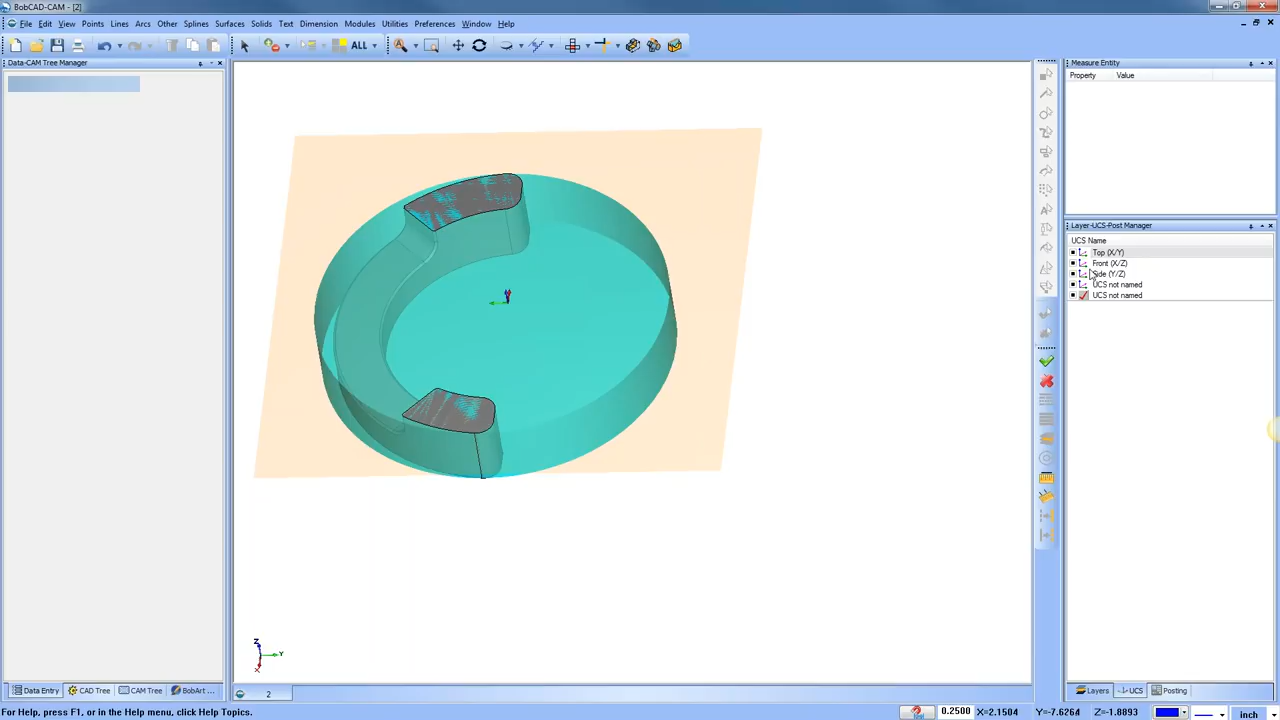 BobCAD-CAM - [2]
File Edit View Points Lines Arcs Other Splines Surfaces Solids Text Dimension Modules Utilities Preferences Window Help
ALL
Data-CAM Tree Manager
Measure Entity
Property Value
Layer-UCS-Post Manager
UCS Name
Top (X/Y)
Front (X/Z)
Side (Y/Z)
UCS not named
UCS not named
Z
Y
X
Data Entry CAD Tree CAM Tree BobArt ...
2
Layers UCS Posting
For Help, press F1, or in the Help menu, click Help Topics.
0.2500 X=2.1504 Y=-7.6264 Z=-1.8893 inch